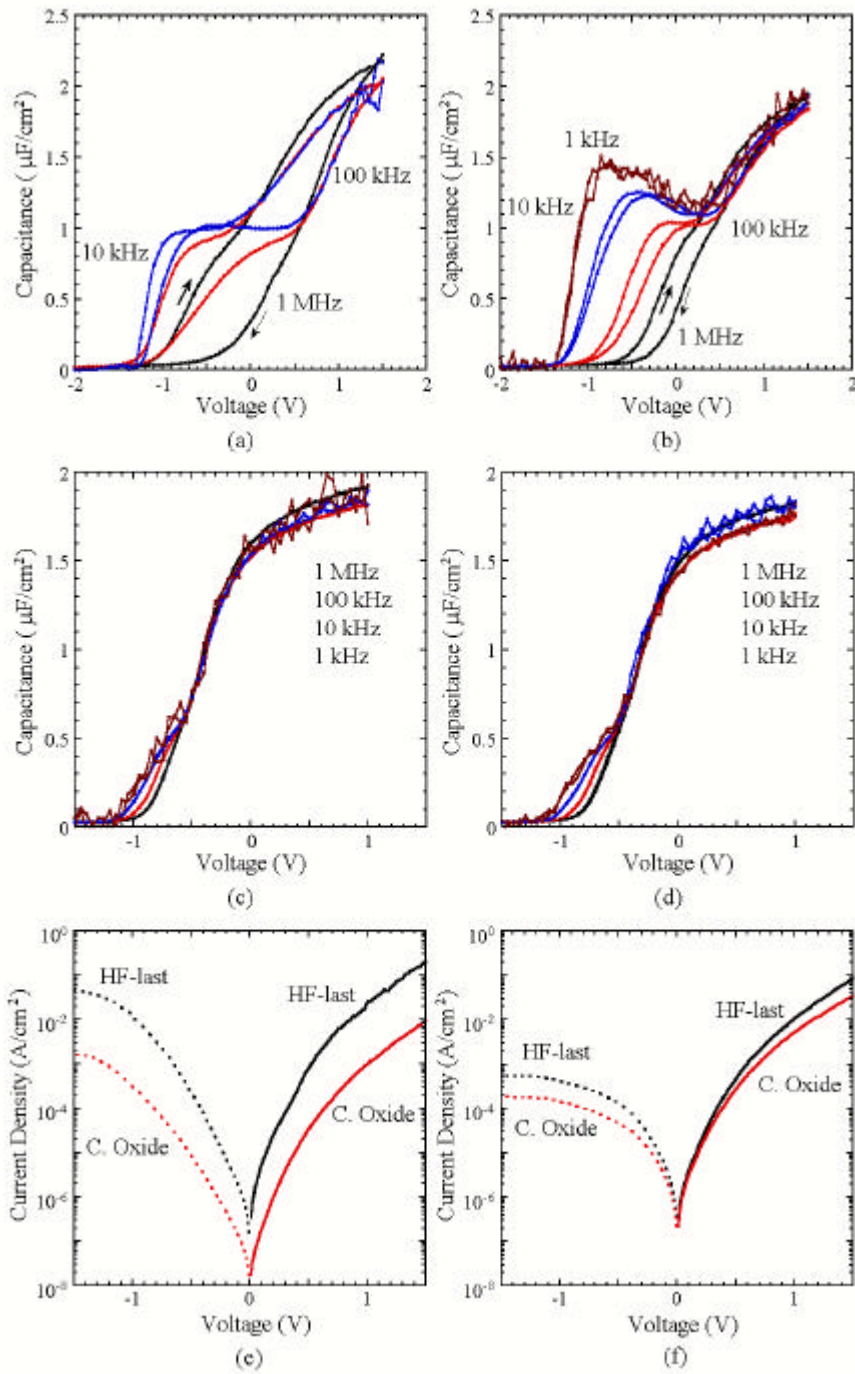 Capacitance ( μF/cm²)
2.5
2
1.5
1
0.5
0
10 kHz
100 kHz
1 MHz
-2 -1 0 1 2
Voltage (V)
(a)
Capacitance ( μF/cm²)
2.5
2
1.5
1
0.5
0
1 kHz
10 kHz
100 kHz
1 MHz
-2 -1 0 1 2
Voltage (V)
(b)
Capacitance ( μF/cm²)
2
1.5
1
0.5
0
1 MHz
100 kHz
10 kHz
1 kHz
-1 0 1
Voltage (V)
(c)
Capacitance ( μF/cm²)
2
1.5
1
0.5
0
1 MHz
100 kHz
10 kHz
1 kHz
-1 0 1
Voltage (V)
(d)
Current Density (A/cm²)
10⁰
10⁻²
10⁻⁴
10⁻⁶
10⁻⁸
HF-last
HF-last
C. Oxide
C. Oxide
-1 0 1
Voltage (V)
(e)
Current Density (A/cm²)
10⁰
10⁻²
10⁻⁴
10⁻⁶
10⁻⁸
HF-last
HF-last
C. Oxide
C. Oxide
-1 0 1
Voltage (V)
(f)